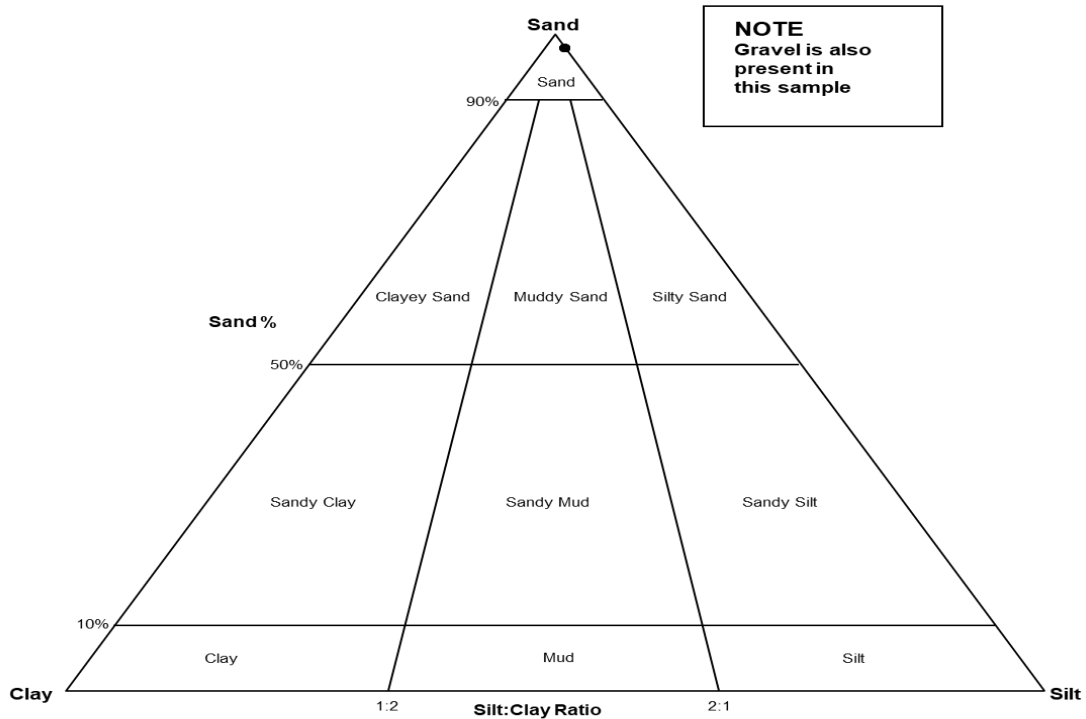 Sand
NOTE
Gravel is also
present in
this sample
Sand
90%
Clayey Sand
Muddy Sand
Silty Sand
Sand %
50%
Sandy Clay
Sandy Mud
Sandy Silt
10%
Clay
Mud
Silt
Clay
1:2
Silt:Clay Ratio
2:1
Silt